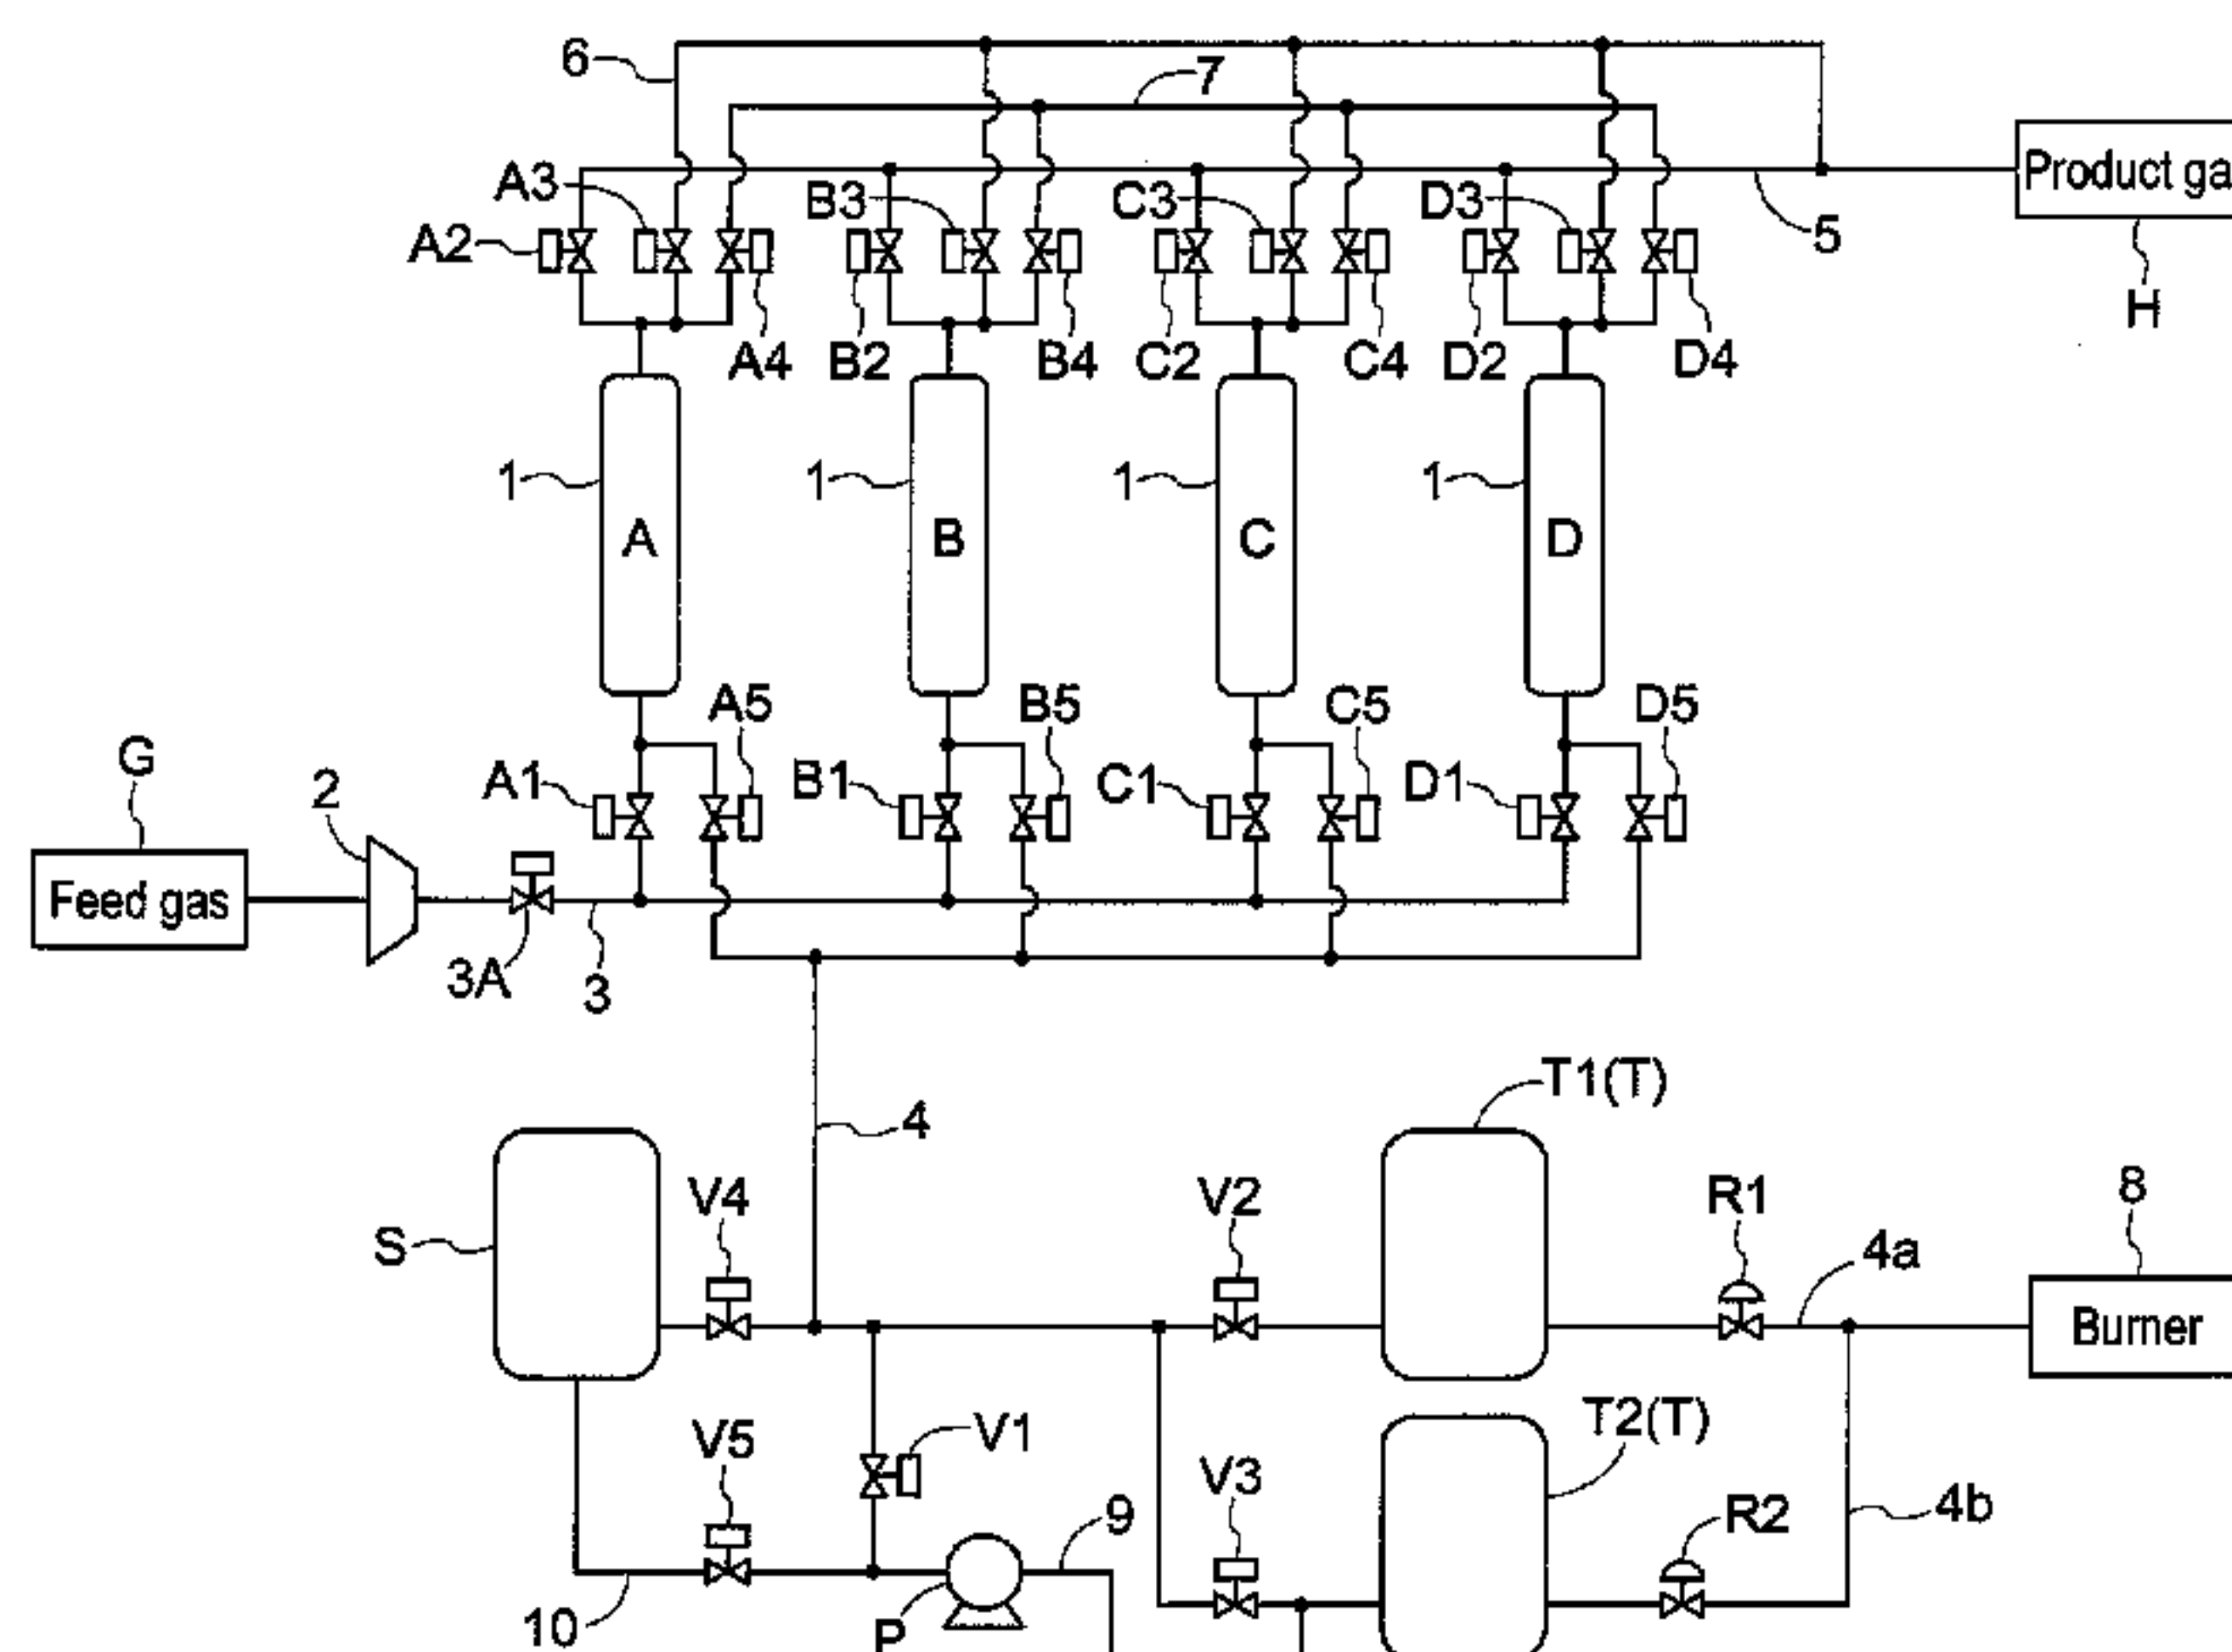 6
7
A3
B3
C3
D3
Product ga
A2
5
H
A4
B2
B4
C2
C4
D2
D4
1
1
1
1
A
B
C
D
A5
B5
C5
D5
G
2
A1
B1
C1
D1
Feed gas
3A
3
T1(T)
4
V4
V2
R1
8
S
4a
Burner
V5
V1
T2(T)
V3
9
R2
4b
10
P